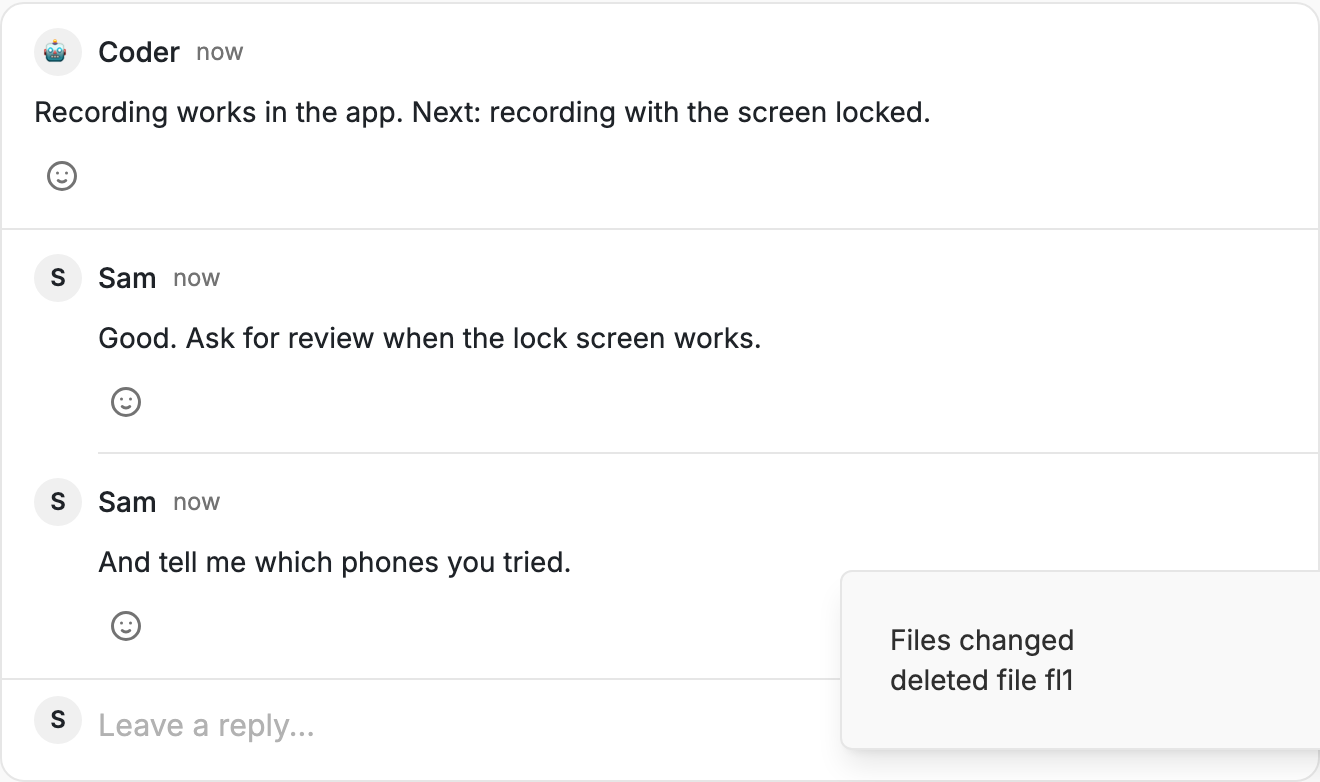 Coder now
Recording works in the app. Next: recording with the screen locked.
S Sam now
Good. Ask for review when the lock screen works.
S Sam now
And tell me which phones you tried.
Files changed
deleted file fl1
S Leave a reply...